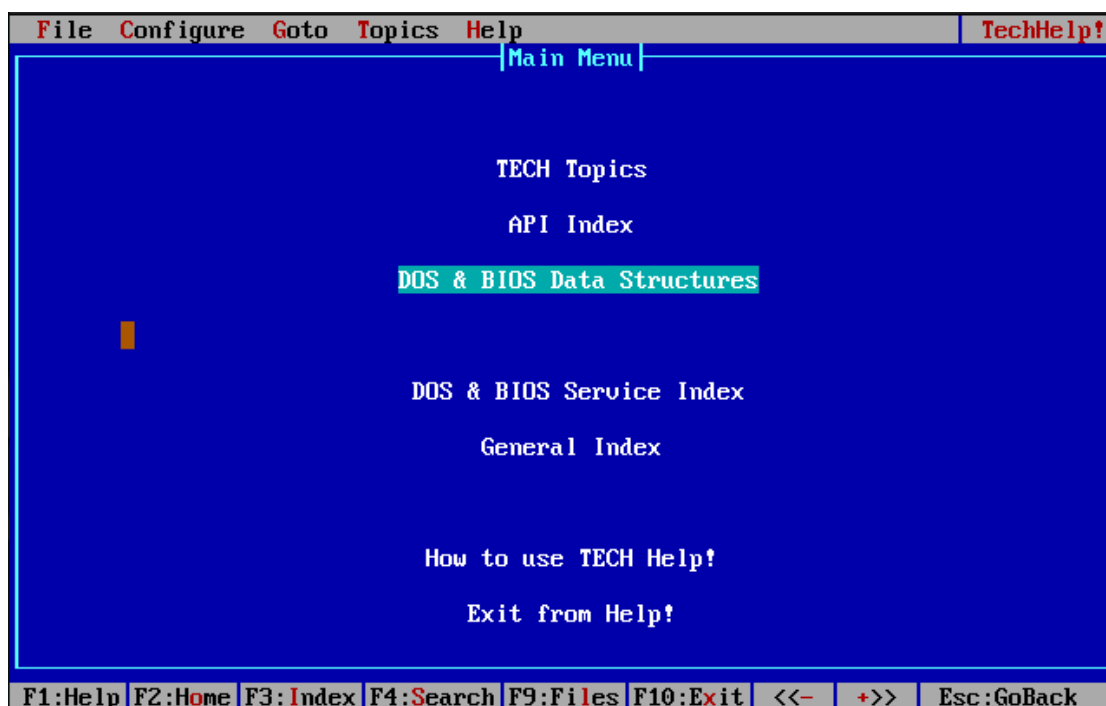 File Configure Goto Topics Help TechHelp!
Main Menu
TECH Topics
API Index
DOS & BIOS Data Structures
DOS & BIOS Service Index
General Index
How to use TECH Help!
Exit from Help!
F1:Help F2:Home F3:Index F4:Search F9:Files F10:Exit <<- +>> Esc:GoBack